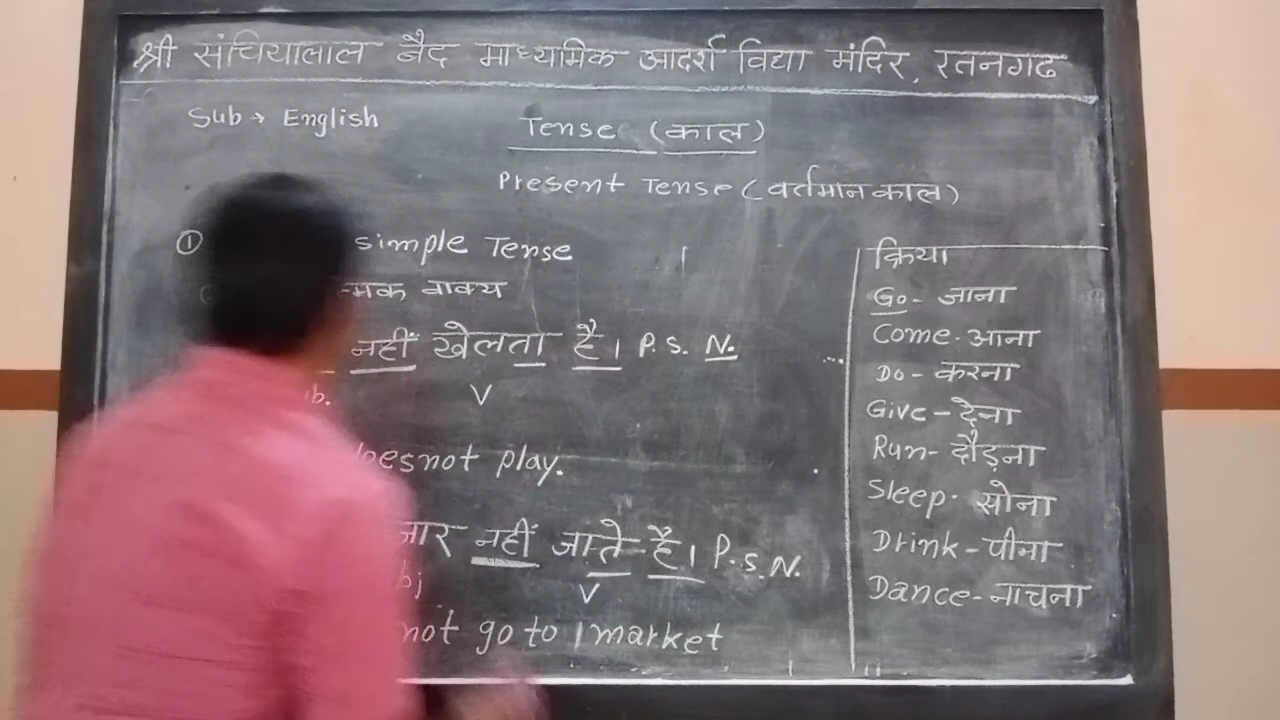 श्री संचियालाल बैद माध्यमिक आदर्श विद्या मंदिर, रतनगढ
Sub → English
Tense (काल)
Present Tense (वर्तमान काल)
① simple Tense
वाक्य
नहीं खेलता है। P.S. N.
V
doesnot play.
नहीं जाते है। P.S.N.
V
not go to market
क्रिया
Go - जाना
Come - आना
Do - करना
Give - देना
Run - दौड़ना
Sleep - सोना
Drink - पीना
Dance - नाचना